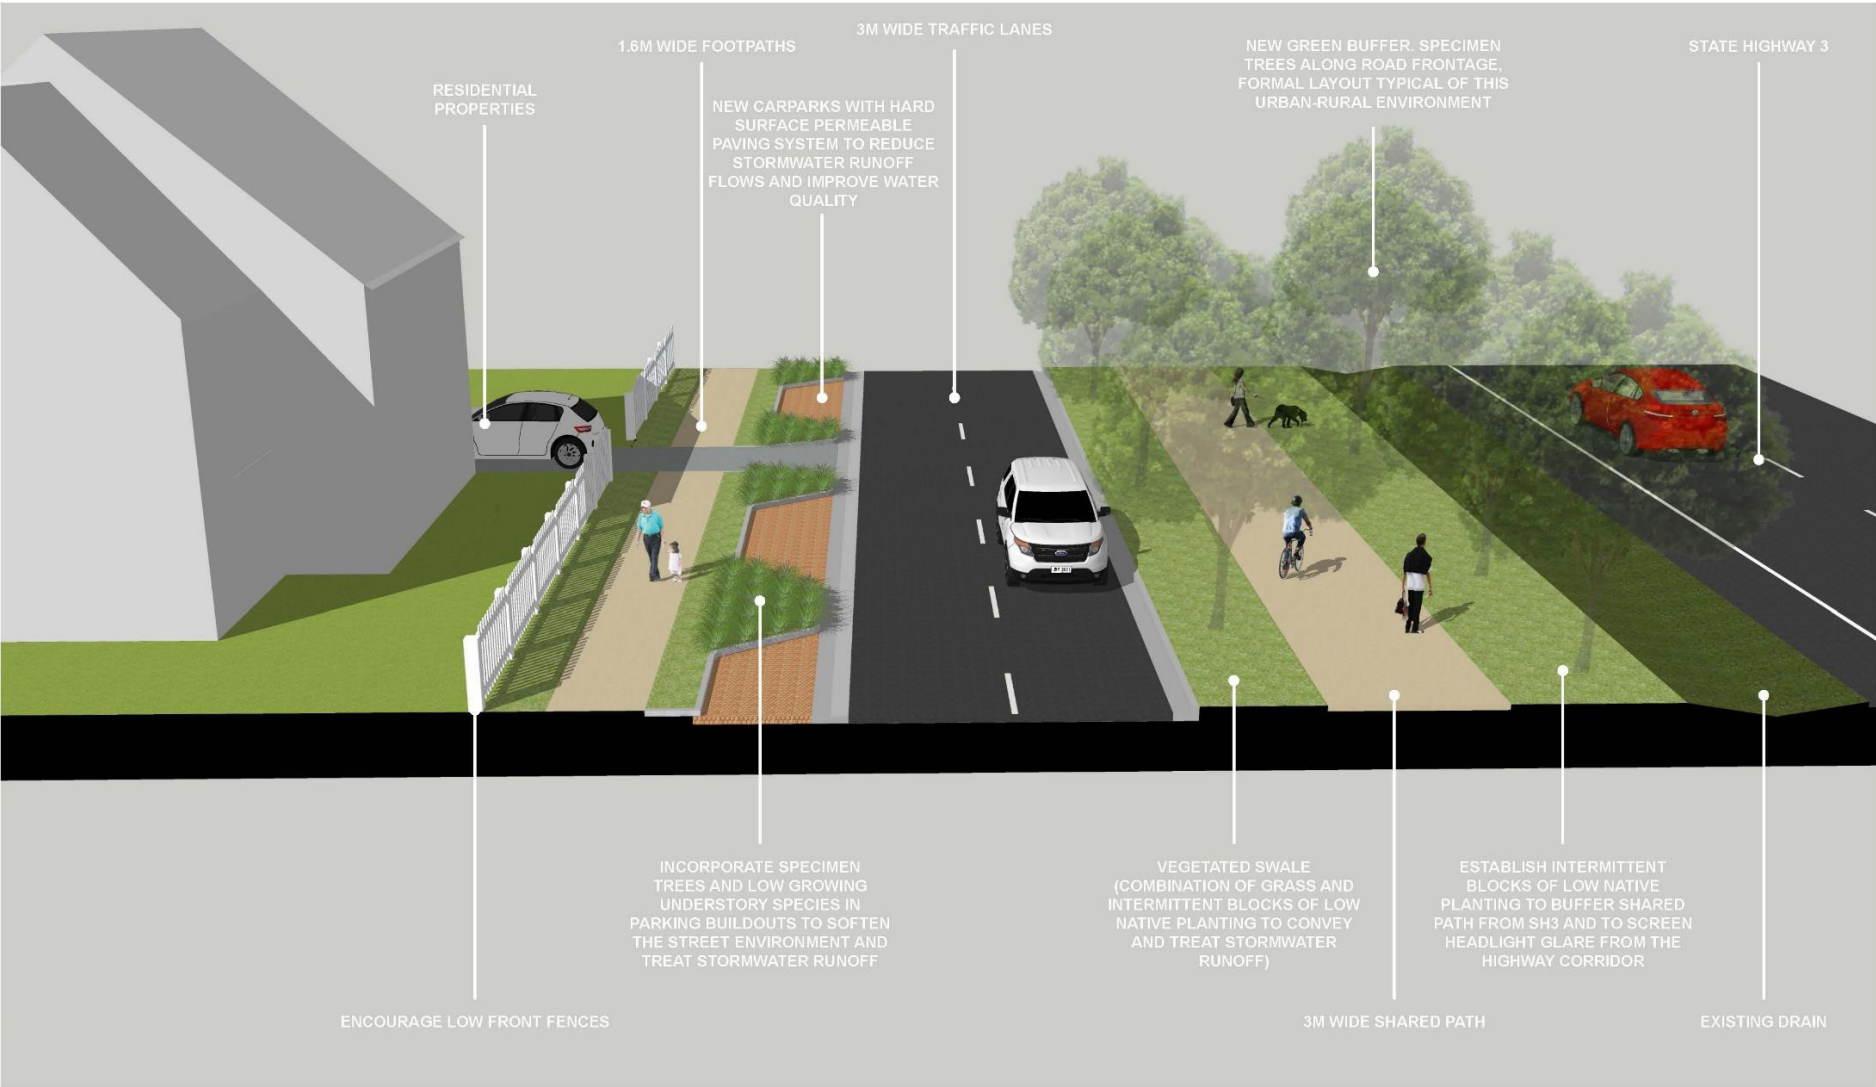 3M WIDE TRAFFIC LANES
1.6M WIDE FOOTPATHS
NEW GREEN BUFFER. SPECIMEN
TREES ALONG ROAD FRONTAGE,
FORMAL LAYOUT TYPICAL OF THIS
URBAN-RURAL ENVIRONMENT
STATE HIGHWAY 3
RESIDENTIAL
PROPERTIES
NEW CARPARKS WITH HARD
SURFACE PERMEABLE
PAVING SYSTEM TO REDUCE
STORMWATER RUNOFF
FLOWS AND IMPROVE WATER
QUALITY
INCORPORATE SPECIMEN
TREES AND LOW GROWING
UNDERSTORY SPECIES IN
PARKING BUILDOUTS TO SOFTEN
THE STREET ENVIRONMENT AND
TREAT STORMWATER RUNOFF
VEGETATED SWALE
(COMBINATION OF GRASS AND
INTERMITTENT BLOCKS OF LOW
NATIVE PLANTING TO CONVEY
AND TREAT STORMWATER
RUNOFF)
ESTABLISH INTERMITTENT
BLOCKS OF LOW NATIVE
PLANTING TO BUFFER SHARED
PATH FROM SH3 AND TO SCREEN
HEADLIGHT GLARE FROM THE
HIGHWAY CORRIDOR
ENCOURAGE LOW FRONT FENCES
3M WIDE SHARED PATH
EXISTING DRAIN